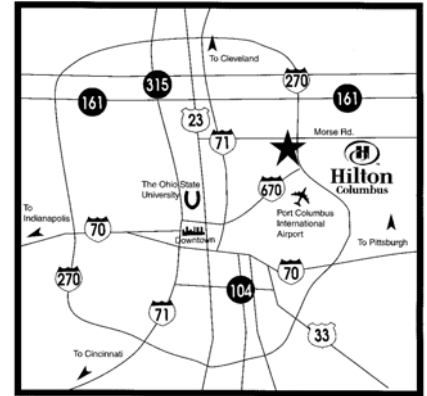 To Cleveland
270
315
161
161
23
71
Morse Rd.
Hilton
Columbus
The Ohio State
University
670
To
Indianapolis
70
Downtown
Port Columbus
International
Airport
To Pittsburgh
270
70
104
71
33
To Cincinnati